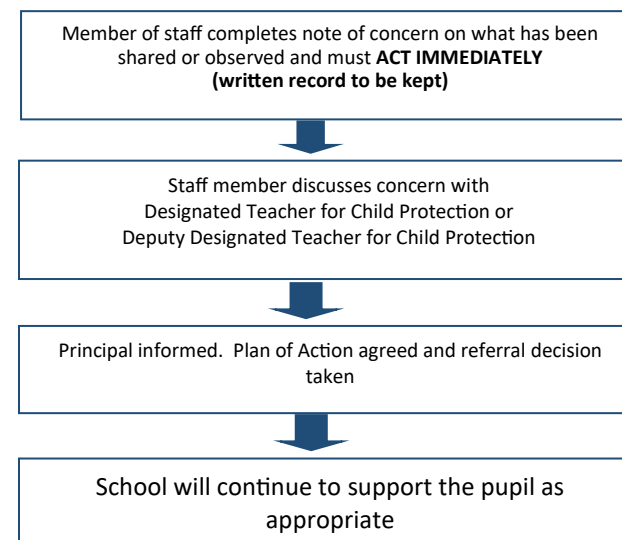 Member of staff completes note of concern on what has been
shared or observed and must ACT IMMEDIATELY
(written record to be kept)
Staff member discusses concern with
Designated Teacher for Child Protection or
Deputy Designated Teacher for Child Protection
Principal informed.  Plan of Action agreed and referral decision
taken
School will continue to support the pupil as
appropriate